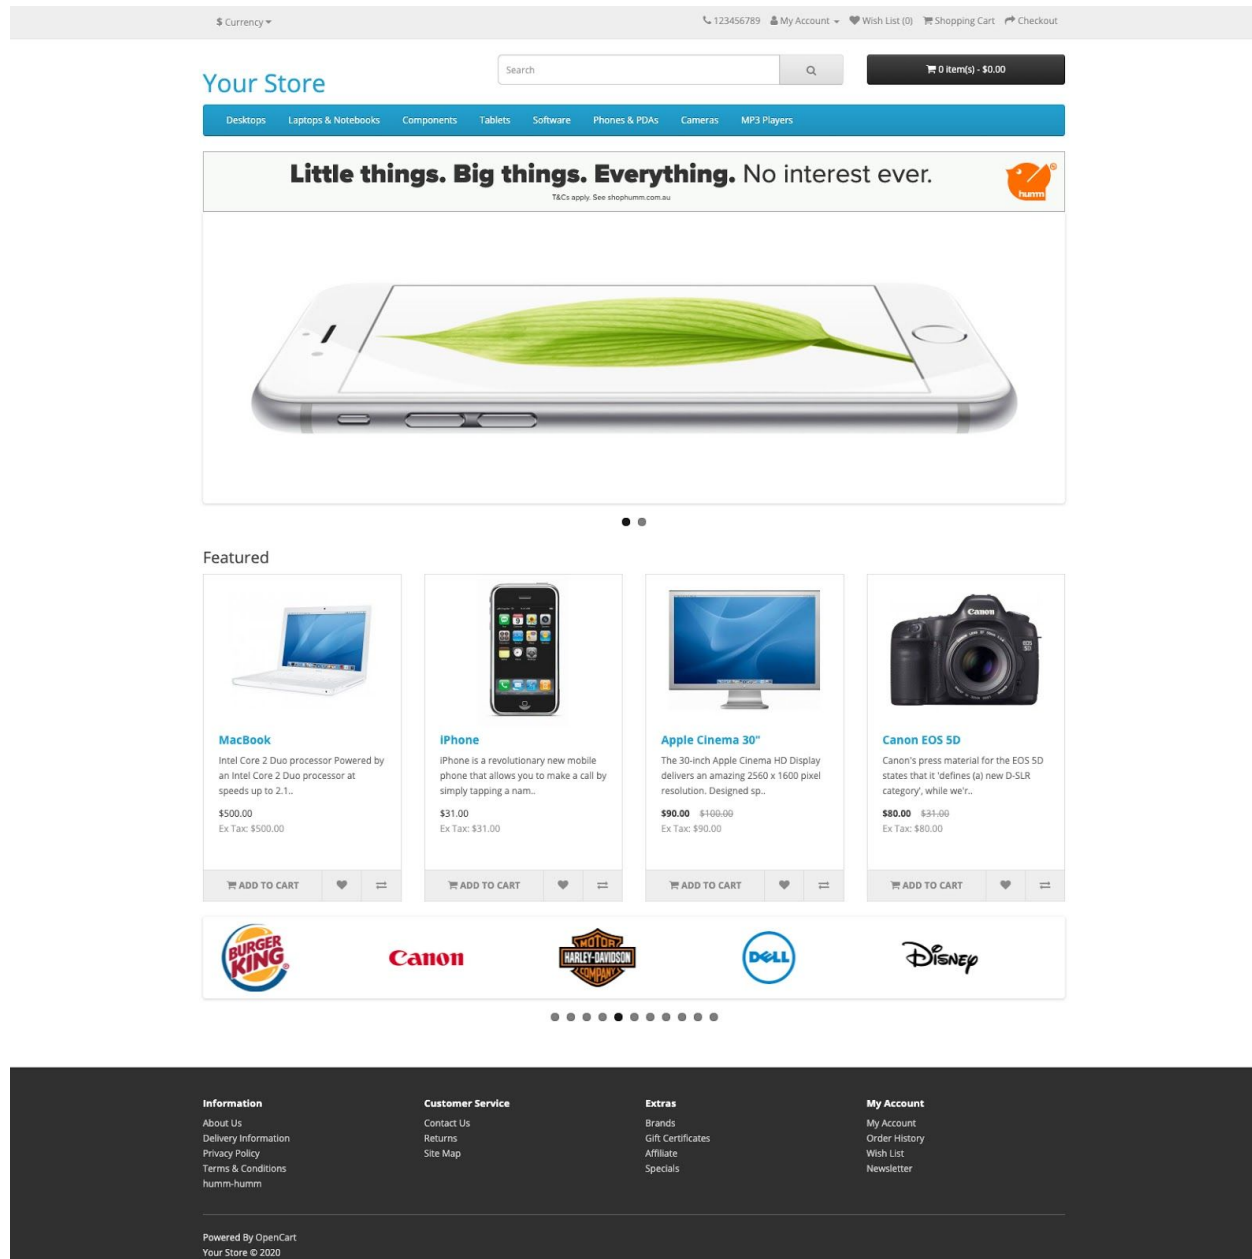 $ Currency
123456789 My Account Wish List (0) Shopping Cart Checkout
Your Store
Search
0 item(s) - $0.00
Desktops Laptops & Notebooks Components Tablets Software Phones & PDAs Cameras MP3 Players
Little things. Big things. Everything. No interest ever.
T&Cs apply. See shophumm.com.au
humm
Featured
MacBook
Intel Core 2 Duo processor Powered by
an Intel Core 2 Duo processor at
speeds up to 2.1..
$500.00
Ex Tax: $500.00
ADD TO CART
iPhone
iPhone is a revolutionary new mobile
phone that allows you to make a call by
simply tapping a nam..
$31.00
Ex Tax: $31.00
ADD TO CART
Apple Cinema 30"
The 30-inch Apple Cinema HD Display
delivers an amazing 2560 x 1600 pixel
resolution. Designed sp..
$90.00 $100.00
Ex Tax: $90.00
ADD TO CART
Canon
EOS
5D
Canon EOS 5D
Canon's press material for the EOS 5D
states that it 'defines (a) new D-SLR
category', while we'r..
$80.00 $31.00
Ex Tax: $80.00
ADD TO CART
BURGER
KING
Canon
MOTOR
HARLEY-DAVIDSON
COMPANY
DELL
Disney
Information
About Us
Delivery Information
Privacy Policy
Terms & Conditions
humm-humm
Customer Service
Contact Us
Returns
Site Map
Extras
Brands
Gift Certificates
Affiliate
Specials
My Account
My Account
Order History
Wish List
Newsletter
Powered By OpenCart
Your Store © 2020